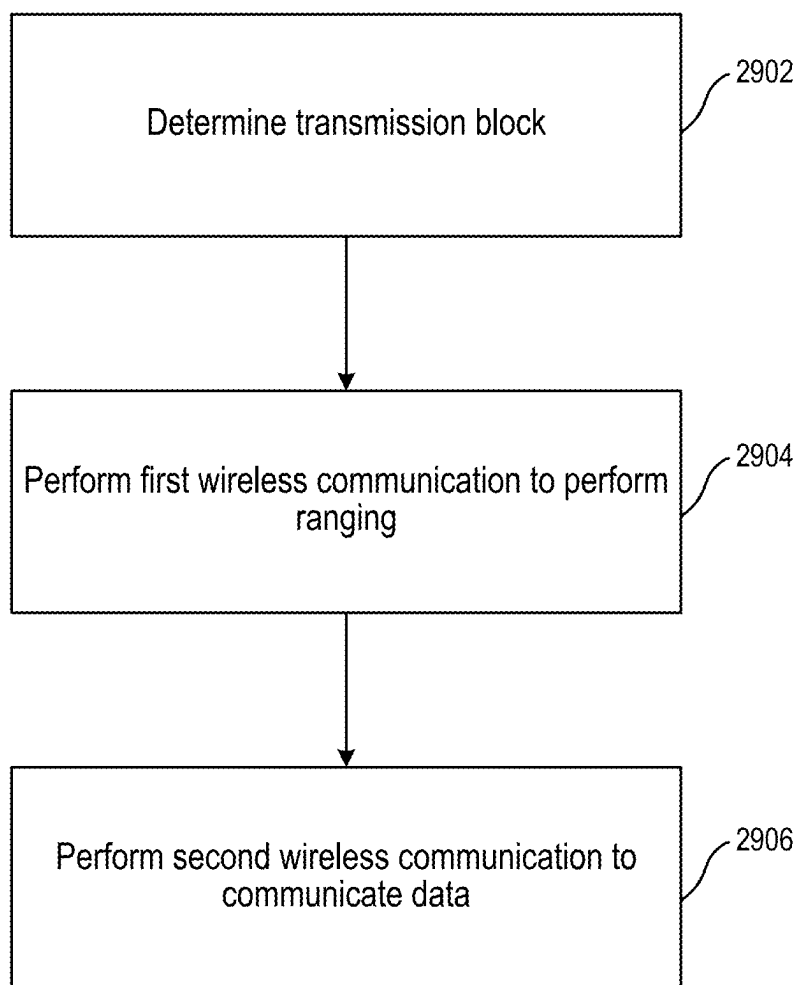 Determine transmission block
2902
Perform first wireless communication to perform
ranging
2904
Perform second wireless communication to
communicate data
2906